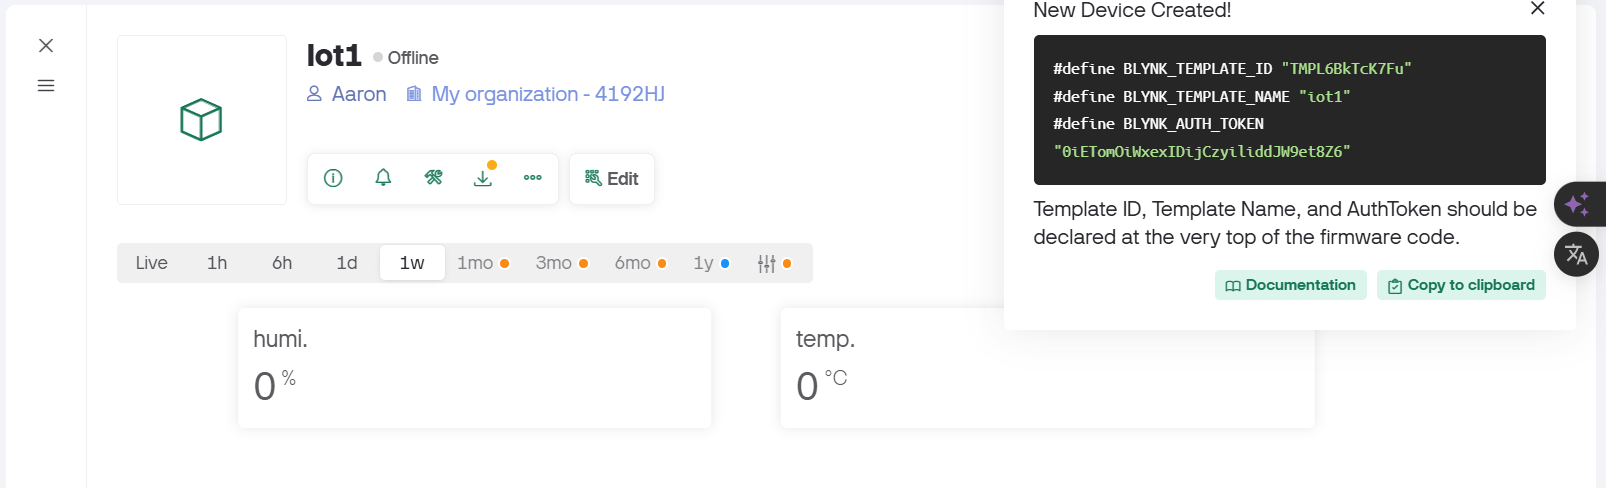 Iot1 Offline
Aaron My organization - 4192HJ
Edit
Live 1h 6h 1d 1w 1mo 3mo 6mo 1y
humi.
0 %
temp.
0 °C
New Device Created!
#define BLYNK_TEMPLATE_ID "TMPL6BkTcK7Fu"
#define BLYNK_TEMPLATE_NAME "iot1"
#define BLYNK_AUTH_TOKEN
"0iETomOiWxexIDijCzyiliddJW9et8Z6"
Template ID, Template Name, and AuthToken should be
declared at the very top of the firmware code.
Documentation Copy to clipboard